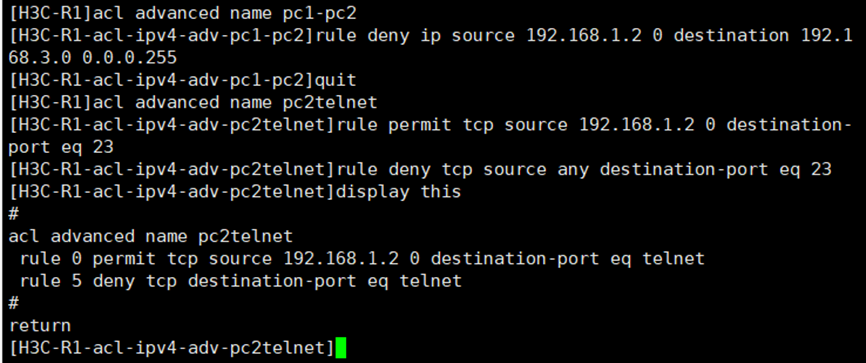 [H3C-R1]acl advanced name pc1-pc2
[H3C-R1-acl-ipv4-adv-pc1-pc2]rule deny ip source 192.168.1.2 0 destination 192.1
68.3.0 0.0.0.255
[H3C-R1-acl-ipv4-adv-pc1-pc2]quit
[H3C-R1]acl advanced name pc2telnet
[H3C-R1-acl-ipv4-adv-pc2telnet]rule permit tcp source 192.168.1.2 0 destination-
port eq 23
[H3C-R1-acl-ipv4-adv-pc2telnet]rule deny tcp source any destination-port eq 23
[H3C-R1-acl-ipv4-adv-pc2telnet]display this
#
acl advanced name pc2telnet
 rule 0 permit tcp source 192.168.1.2 0 destination-port eq telnet
 rule 5 deny tcp destination-port eq telnet
#
return
[H3C-R1-acl-ipv4-adv-pc2telnet]